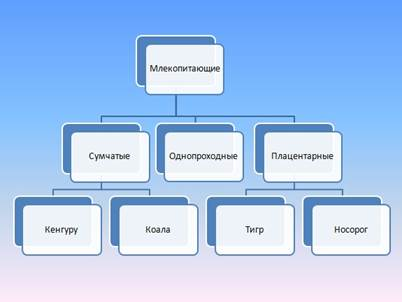 Млекопитающие
Сумчатые
Однопроходные
Плацентарные
Кенгуру
Коала
Тигр
Носорог